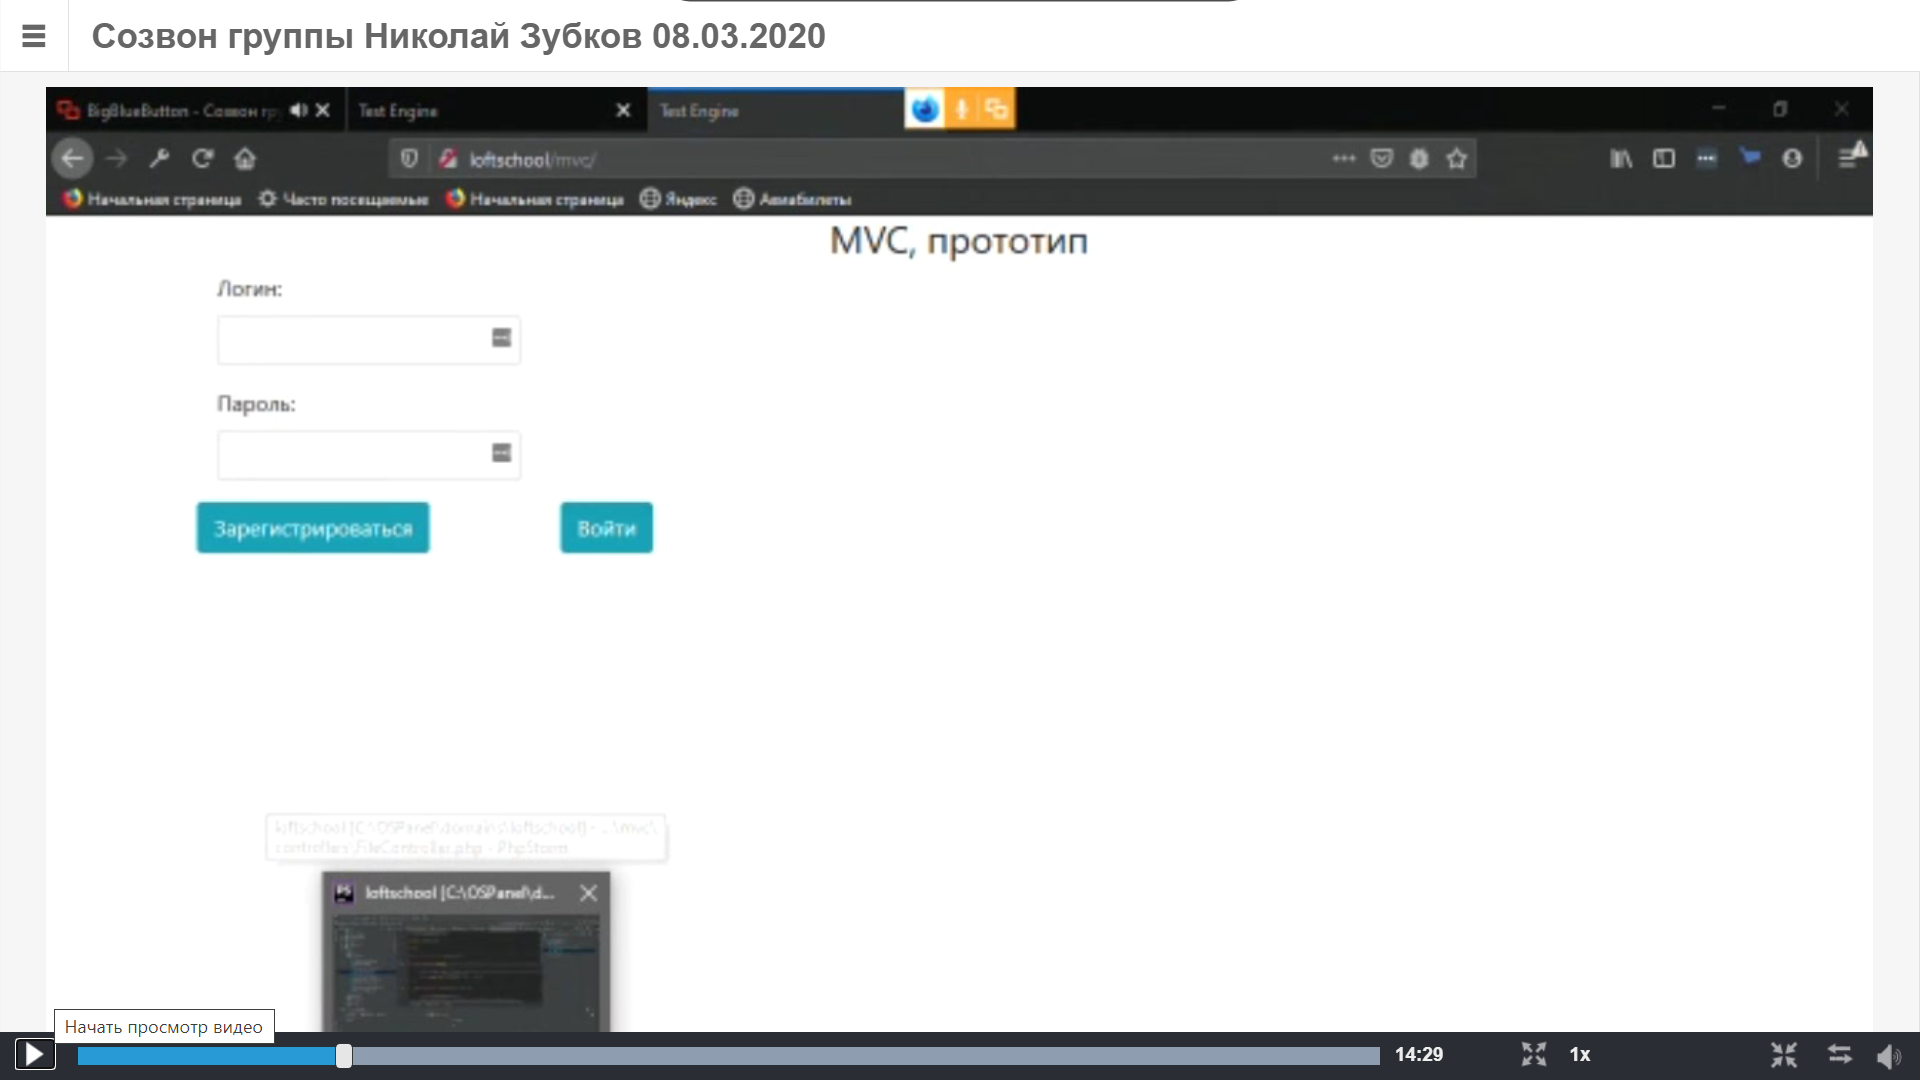 Созвон группы Николай Зубков 08.03.2020
BigBlueButton - Созвон гр
Test Engine
Test Engine
loftschool/mvc/
Начальная страница
Часто посещаемые
Начальная страница
Яндекс
Авиабилеты
MVC, прототип
Логин:
Пароль:
Зарегистрироваться
Войти
loftschool [C:\OSPanel\domains\loftschool] - ...\mvc\
controller\FileController.php - PhpStorm
PS
loftschool [C:\OSPanel\d...
Начать просмотр видео
14:29
1x